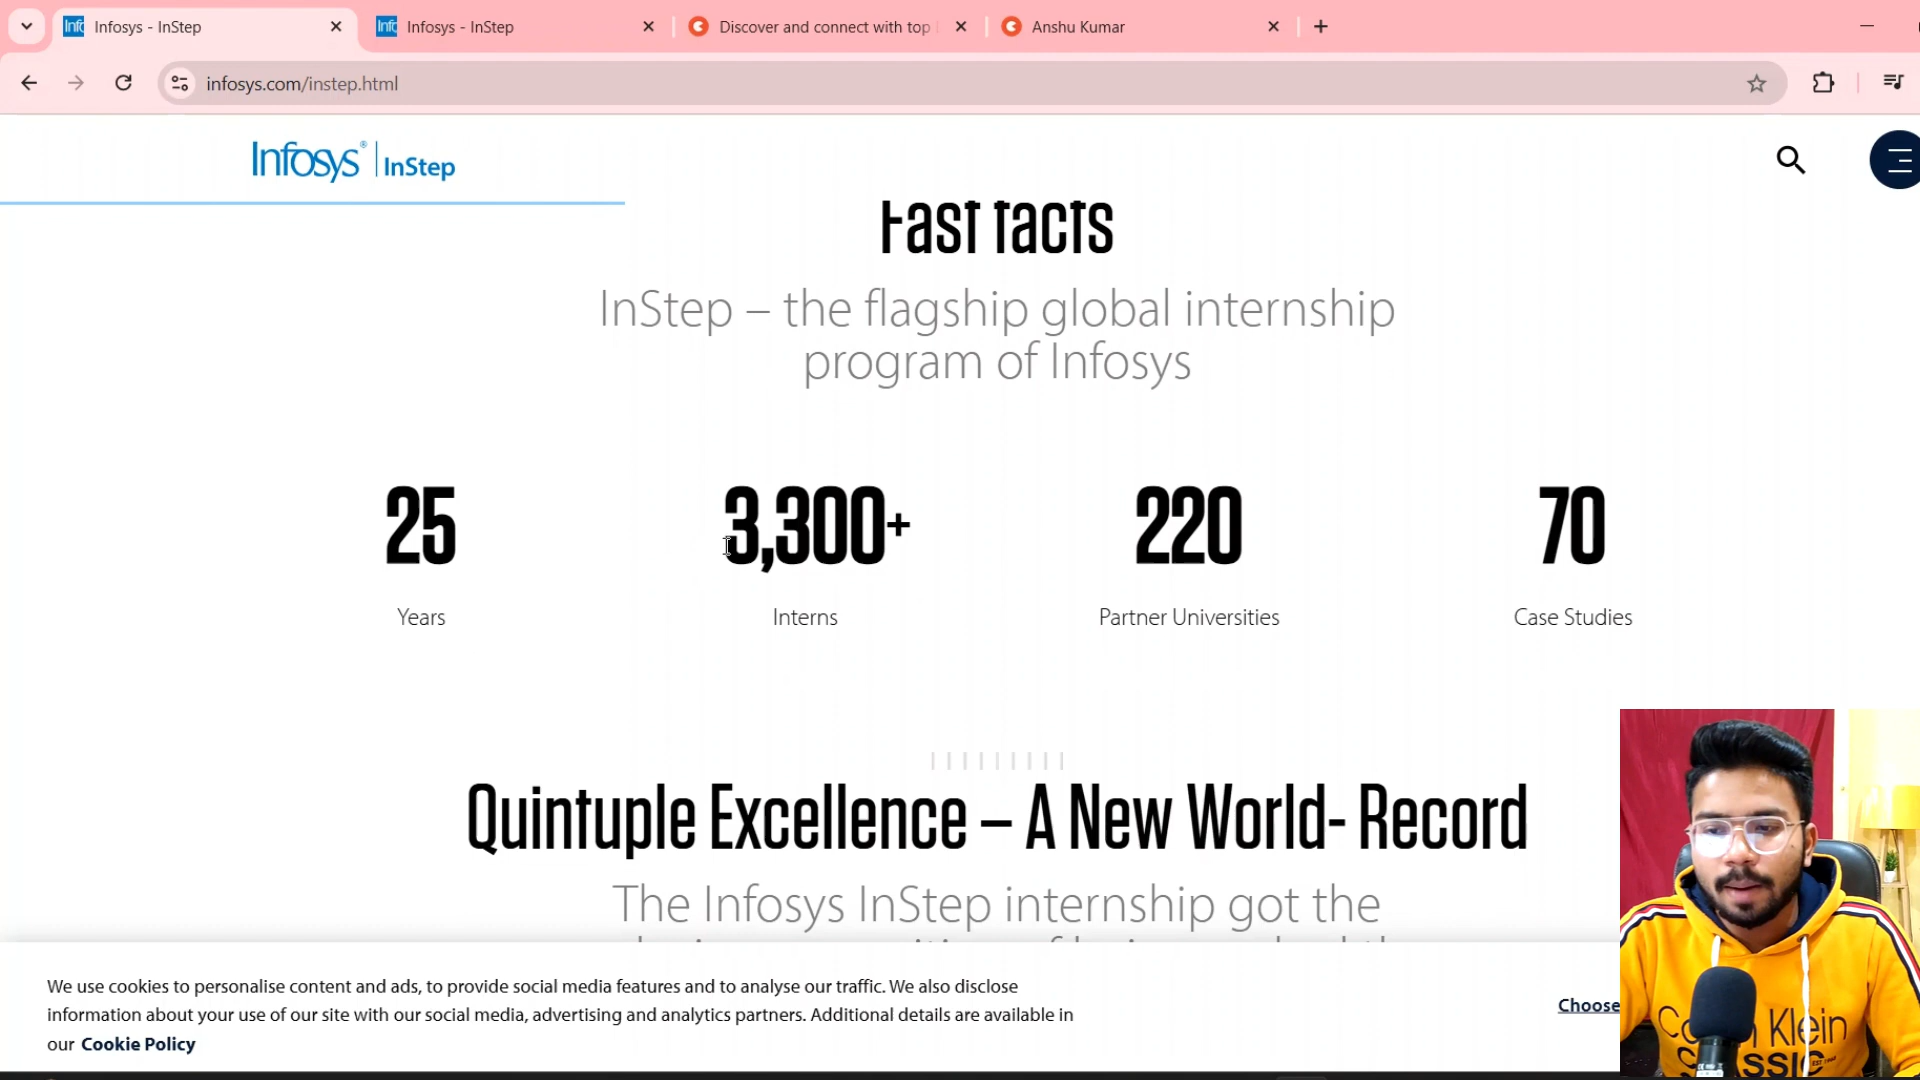 Infosys - InStep
Infosys - InStep
Discover and connect with top
Anshu Kumar
infosys.com/instep.html
Infosys® | InStep
Fast facts
InStep – the flagship global internship
program of Infosys
25
3,300+
220
70
Years
Interns
Partner Universities
Case Studies
Quintuple Excellence – A New World- Record
The Infosys InStep internship got the
We use cookies to personalise content and ads, to provide social media features and to analyse our traffic. We also disclose
information about your use of our site with our social media, advertising and analytics partners. Additional details are available in
our Cookie Policy
Choose
Klein